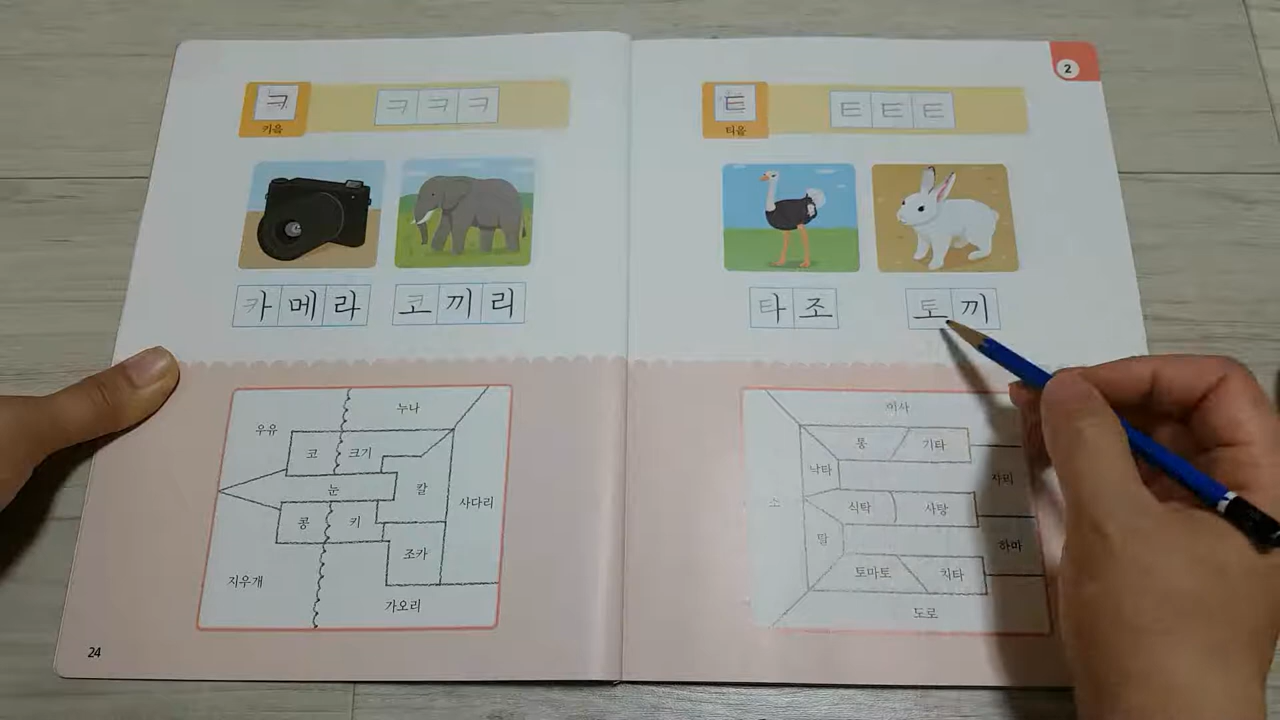 ㅋ ㅋ ㅋ ㅋ
키읔
카메라 코끼리
누나
우유
코 크기
눈 칼
사다리
콩 키
조카
지우개
가오리
24
2
ㅌ ㅌ ㅌ ㅌ
티읕
타조 토끼
이사
통 기타
낙타
자리
소 식탁 사탕
땅
하마
토마토 치타
도로